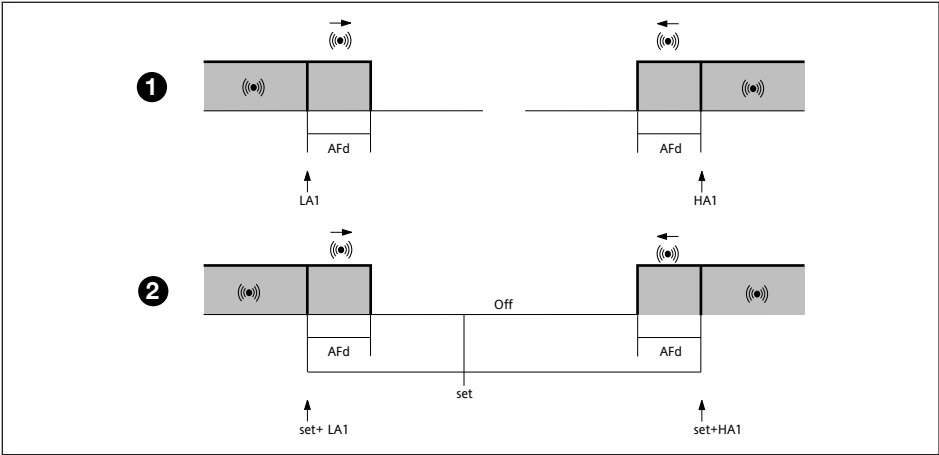 1
AFd
AFd
LA1
HA1
2
Off
AFd
AFd
set
set+ LA1
set+HA1